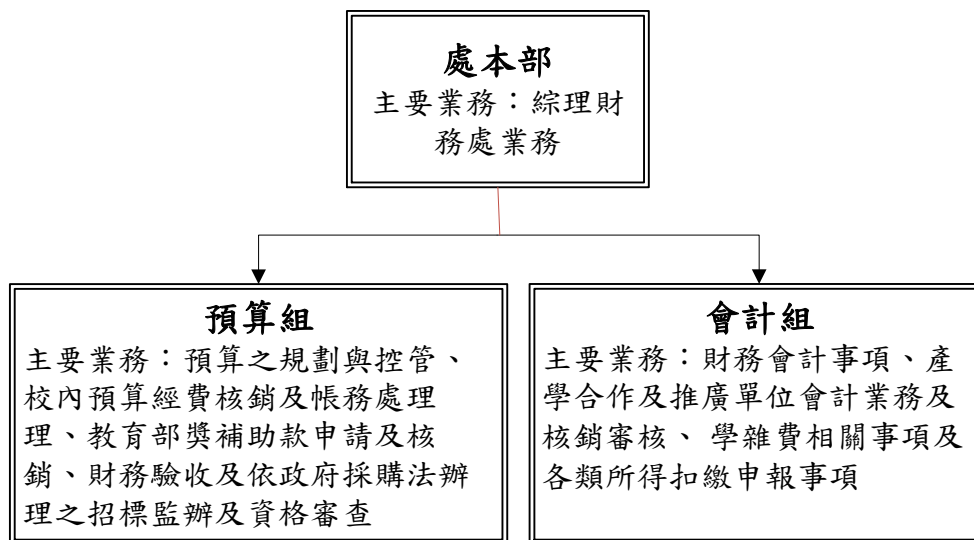 處本部
主要業務：綜理財
務處業務
預算組
主要業務：預算之規劃與控管、
校內預算經費核銷及帳務處理
理、教育部獎補助款申請及核
銷、財務驗收及依政府採購法辦
理之招標監辦及資格審查
會計組
主要業務：財務會計事項、產
學合作及推廣單位會計業務及
核銷審核、 學雜費相關事項及
各類所得扣繳申報事項